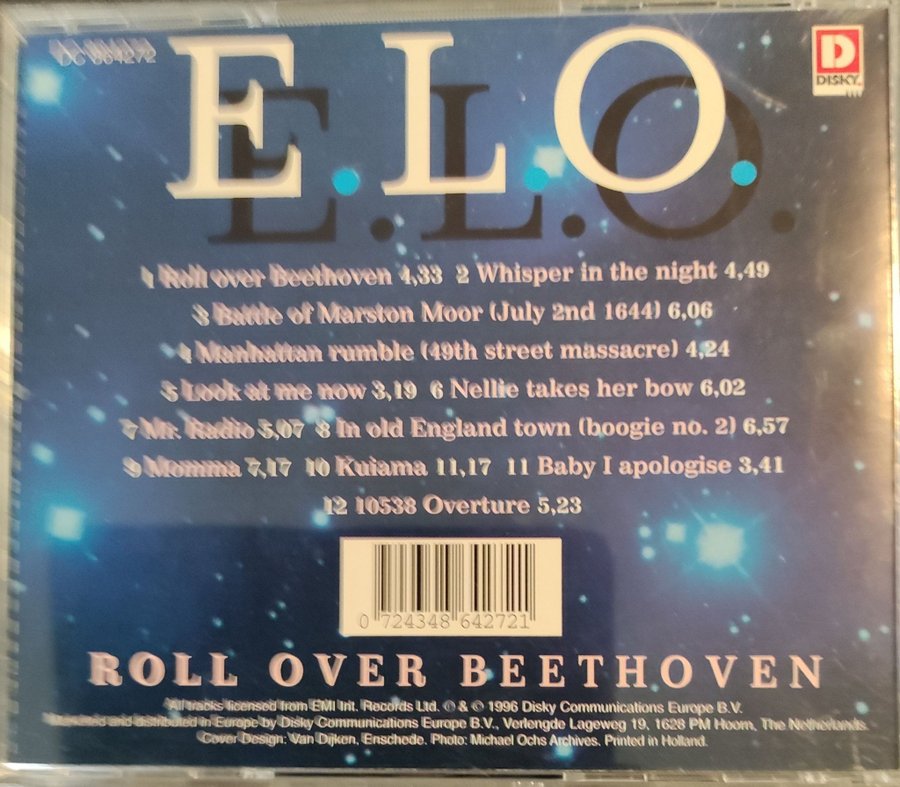 DC 864272
E.L.O.
DISKY
1 Roll over Beethoven 4,33 2 Whisper in the night 4,49
3 Battle of Marston Moor (July 2nd 1644) 6,06
4 Manhattan rumble (49th street massacre) 4,24
5 Look at me now 3,19 6 Nellie takes her bow 6,02
7 Mr. Radio 5,07 8 In old England town (boogie no. 2) 6,57
9 Momma 7,17 10 Kuiama 11,17 11 Baby I apologise 3,41
12 10538 Overture 5,23
0 724348 642721
ROLL OVER BEETHOVEN
All tracks licensed from EMI Int. Records Ltd. ℗ & © 1996 Disky Communications Europe B.V.
Marketed and distributed in Europe by Disky Communications Europe B.V., Verlengde Lageweg 19, 1628 PM Hoorn, The Netherlands.
Cover Design: Van Dijken, Enschede. Photo: Michael Ochs Archives. Printed in Holland.